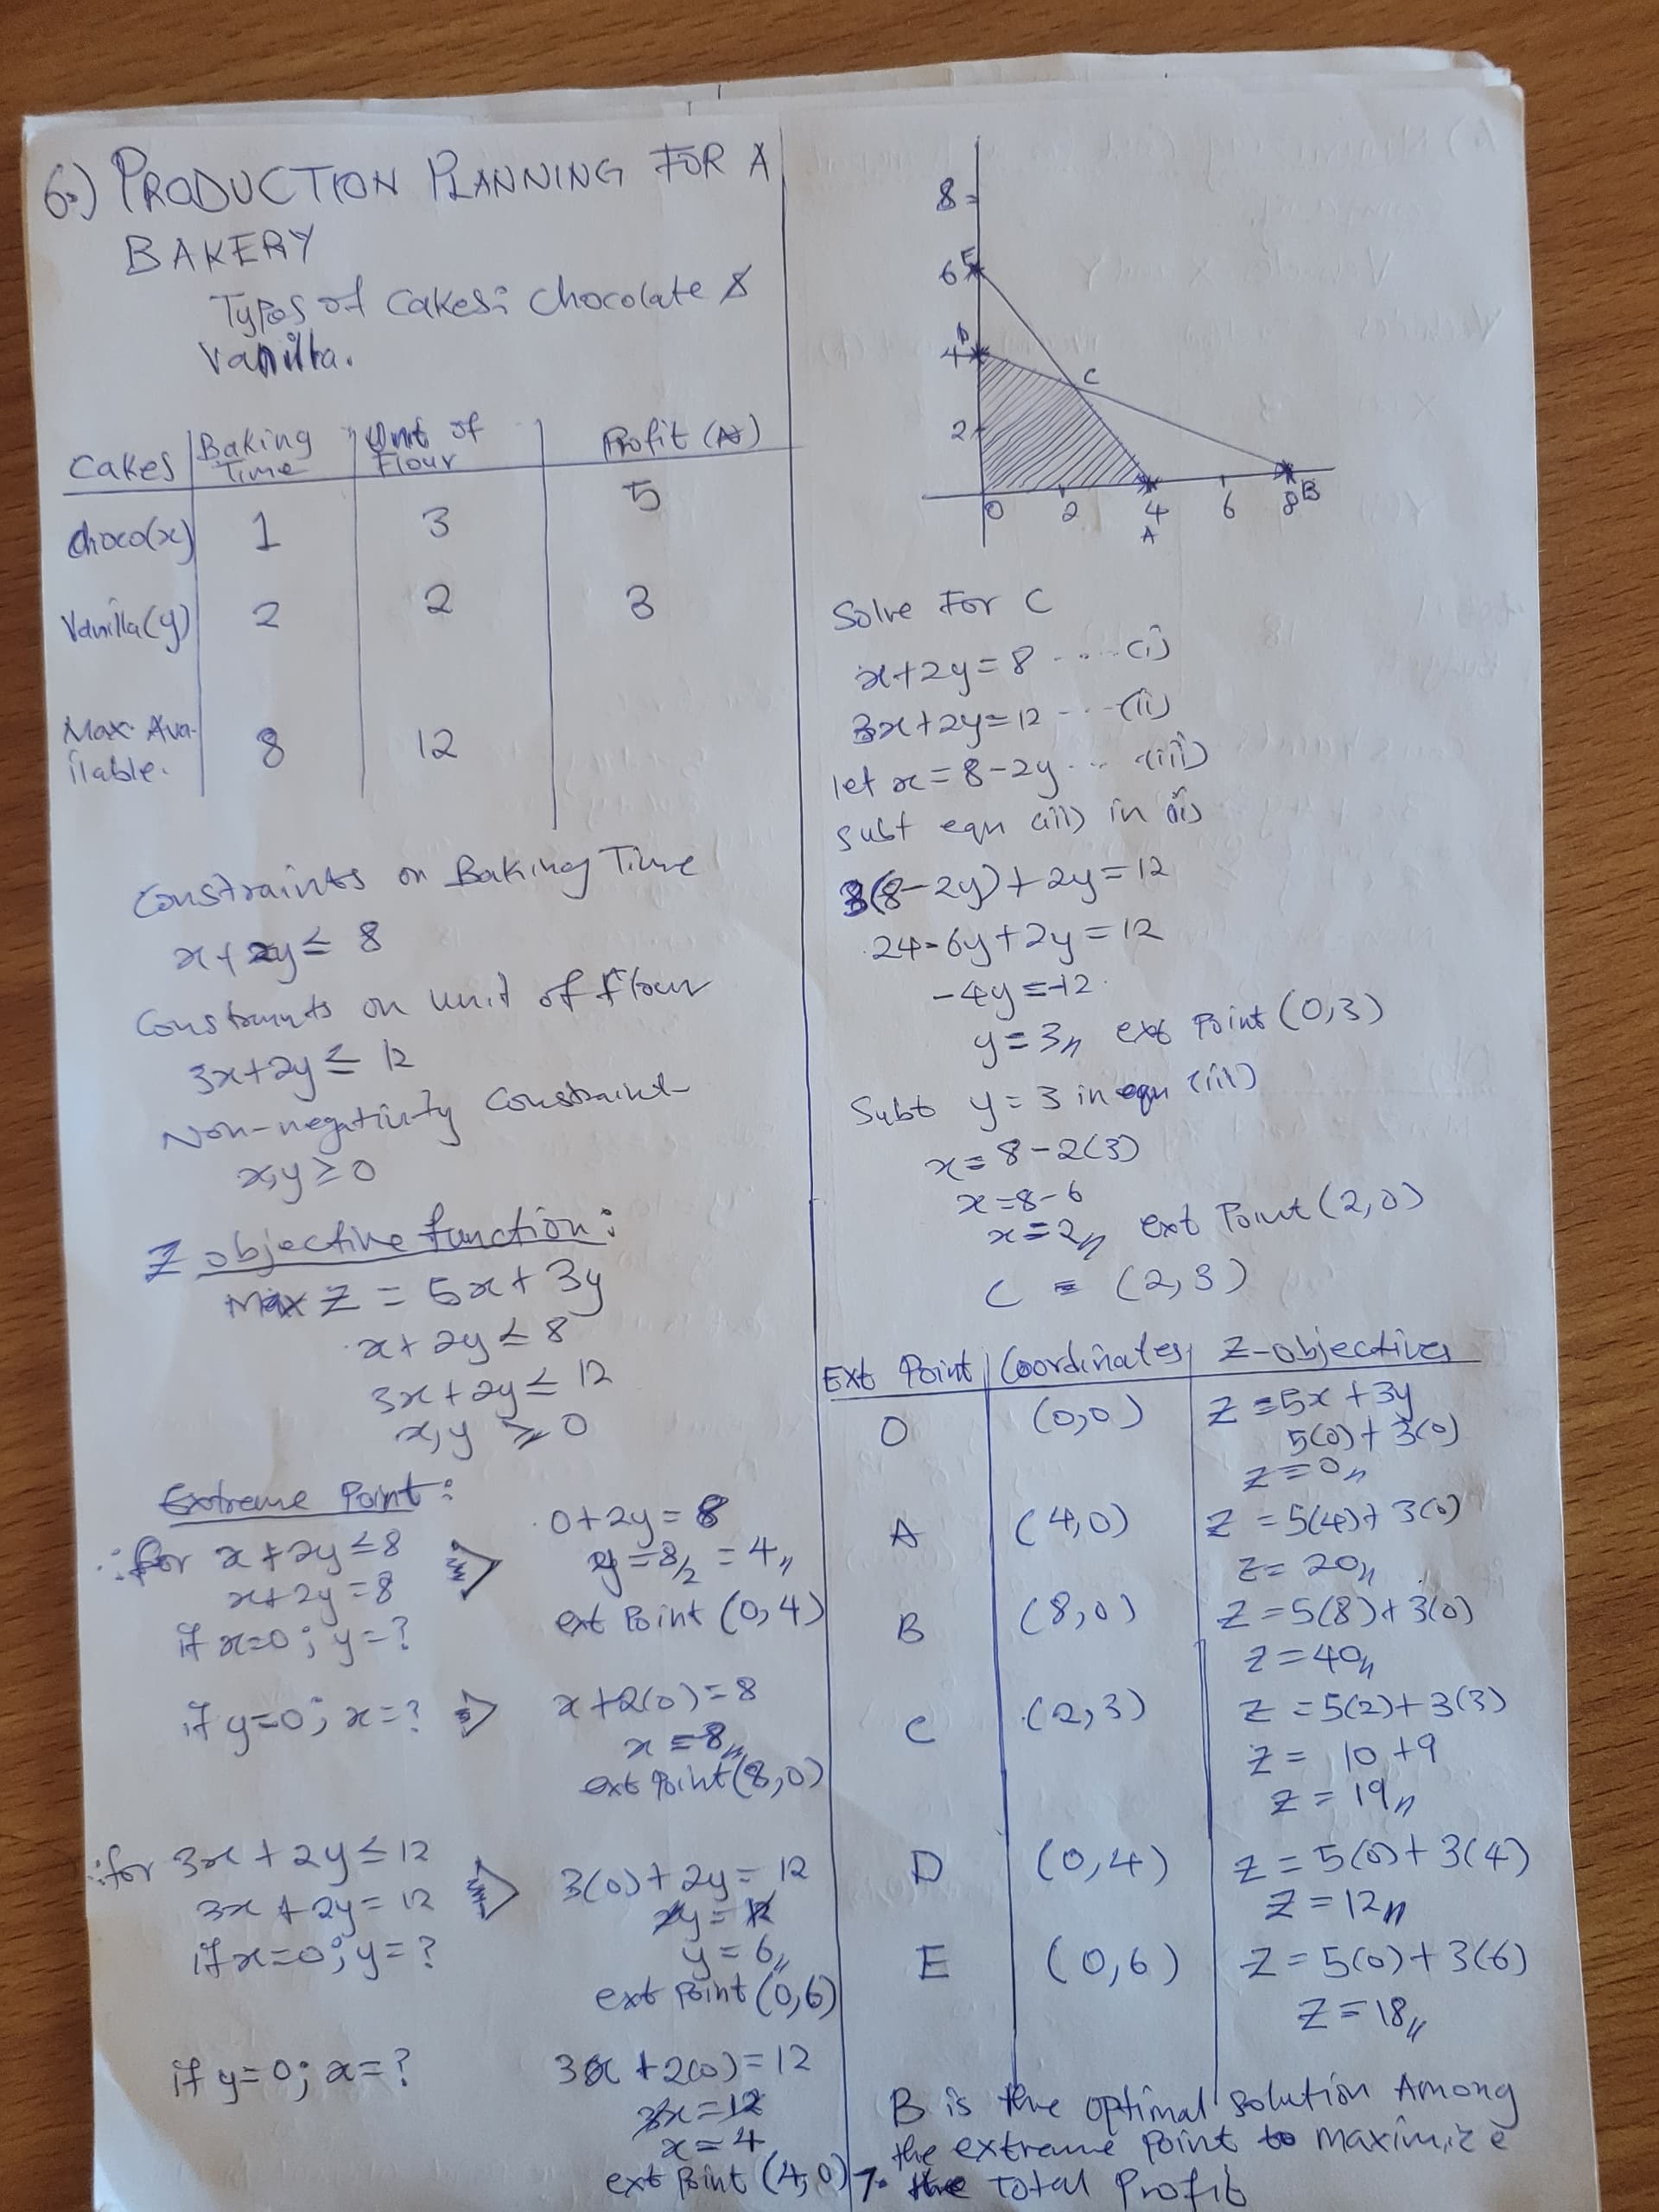 6.) PRODUCTION PLANNING FOR A
BAKERY
Types of Cakes: Chocolate &
Vanilla.
Cakes | Baking Time | Unit of Flour | Profit (₦)
Choco(x) | 1 | 3 | 5
Vanilla(y) | 2 | 2 | 3
Max. Ava-
ilable. | 8 | 12
Constraints on Baking Time
x+2y ≤ 8
Constraints on unit of flour
3x+2y ≤ 12
Non-negativity Constraint
x,y ≥ 0
Z objective function:
Max Z = 5x+3y
x+2y ≤ 8
3x+2y ≤ 12
x,y ≥ 0
Extreme Point:
∴ for x+2y ≤ 8
x+2y = 8
if x=0; y=?
0+2y = 8
y = 8/2 = 4
ext Point (0,4)
if y=0; x=?
x+2(0) = 8
x = 8
ext Point (8,0)
∴ for 3x+2y ≤ 12
3x+2y = 12
if x=0; y=?
3(0)+2y = 12
2y = 12
y = 6
ext Point (0,6)
if y=0; x=?
3x+2(0) = 12
3x = 12
x = 4
ext Point (4,0)
8
6 E
D
4
C
2
0 2 4 6 8 B
A
Solve For C
x+2y=8 ---- (i)
3x+2y=12 ---- (ii)
let x=8-2y --- (iii)
Subt equ (iii) in (ii)
3(8-2y)+2y=12
24-6y+2y=12
-4y=-12
y=3 ext Point (0,3)
Subt y=3 in equ (iii)
x=8-2(3)
x=8-6
x=2 ext Point (2,0)
C = (2,3)
Ext Point | Coordinates | Z-objectives
O | (0,0) | Z=5x+3y
5(0)+3(0)
Z=0
A | (4,0) | Z=5(4)+3(0)
Z=20
B | (8,0) | Z=5(8)+3(0)
Z=40
C | (2,3) | Z=5(2)+3(3)
Z= 10+9
Z=19
D | (0,4) | Z=5(0)+3(4)
Z=12
E | (0,6) | Z=5(0)+3(6)
Z=18
B is the optimal solution Among
the extreme point to maximize
the Total Profit